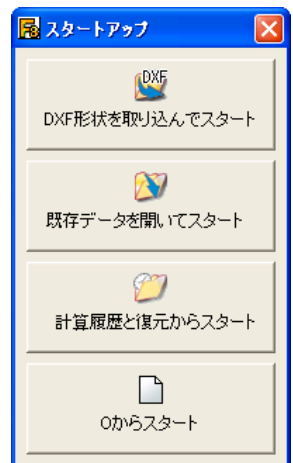 F8 スタートアップ
DXF
DXF形状を取り込んでスタート
既存データを開いてスタート
計算履歴と復元からスタート
0からスタート